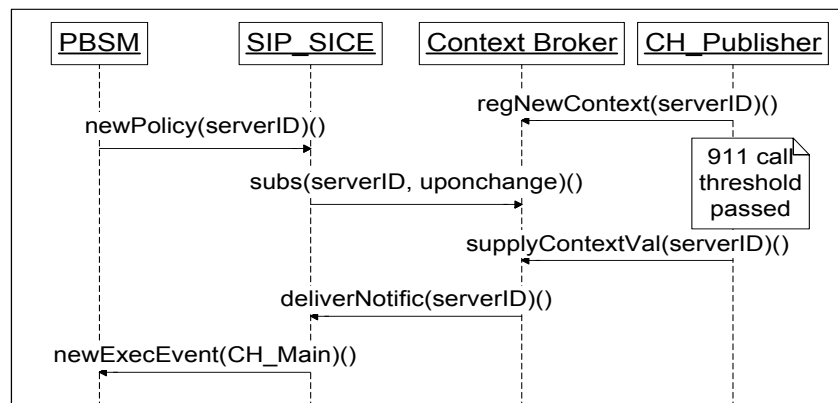 PBSM
SIP_SICE
Context Broker
CH_Publisher
regNewContext(serverID)()
newPolicy(serverID)()
911 call
threshold
passed
subs(serverID, uponchange)()
supplyContextVal(serverID)()
deliverNotific(serverID)()
newExecEvent(CH_Main)()